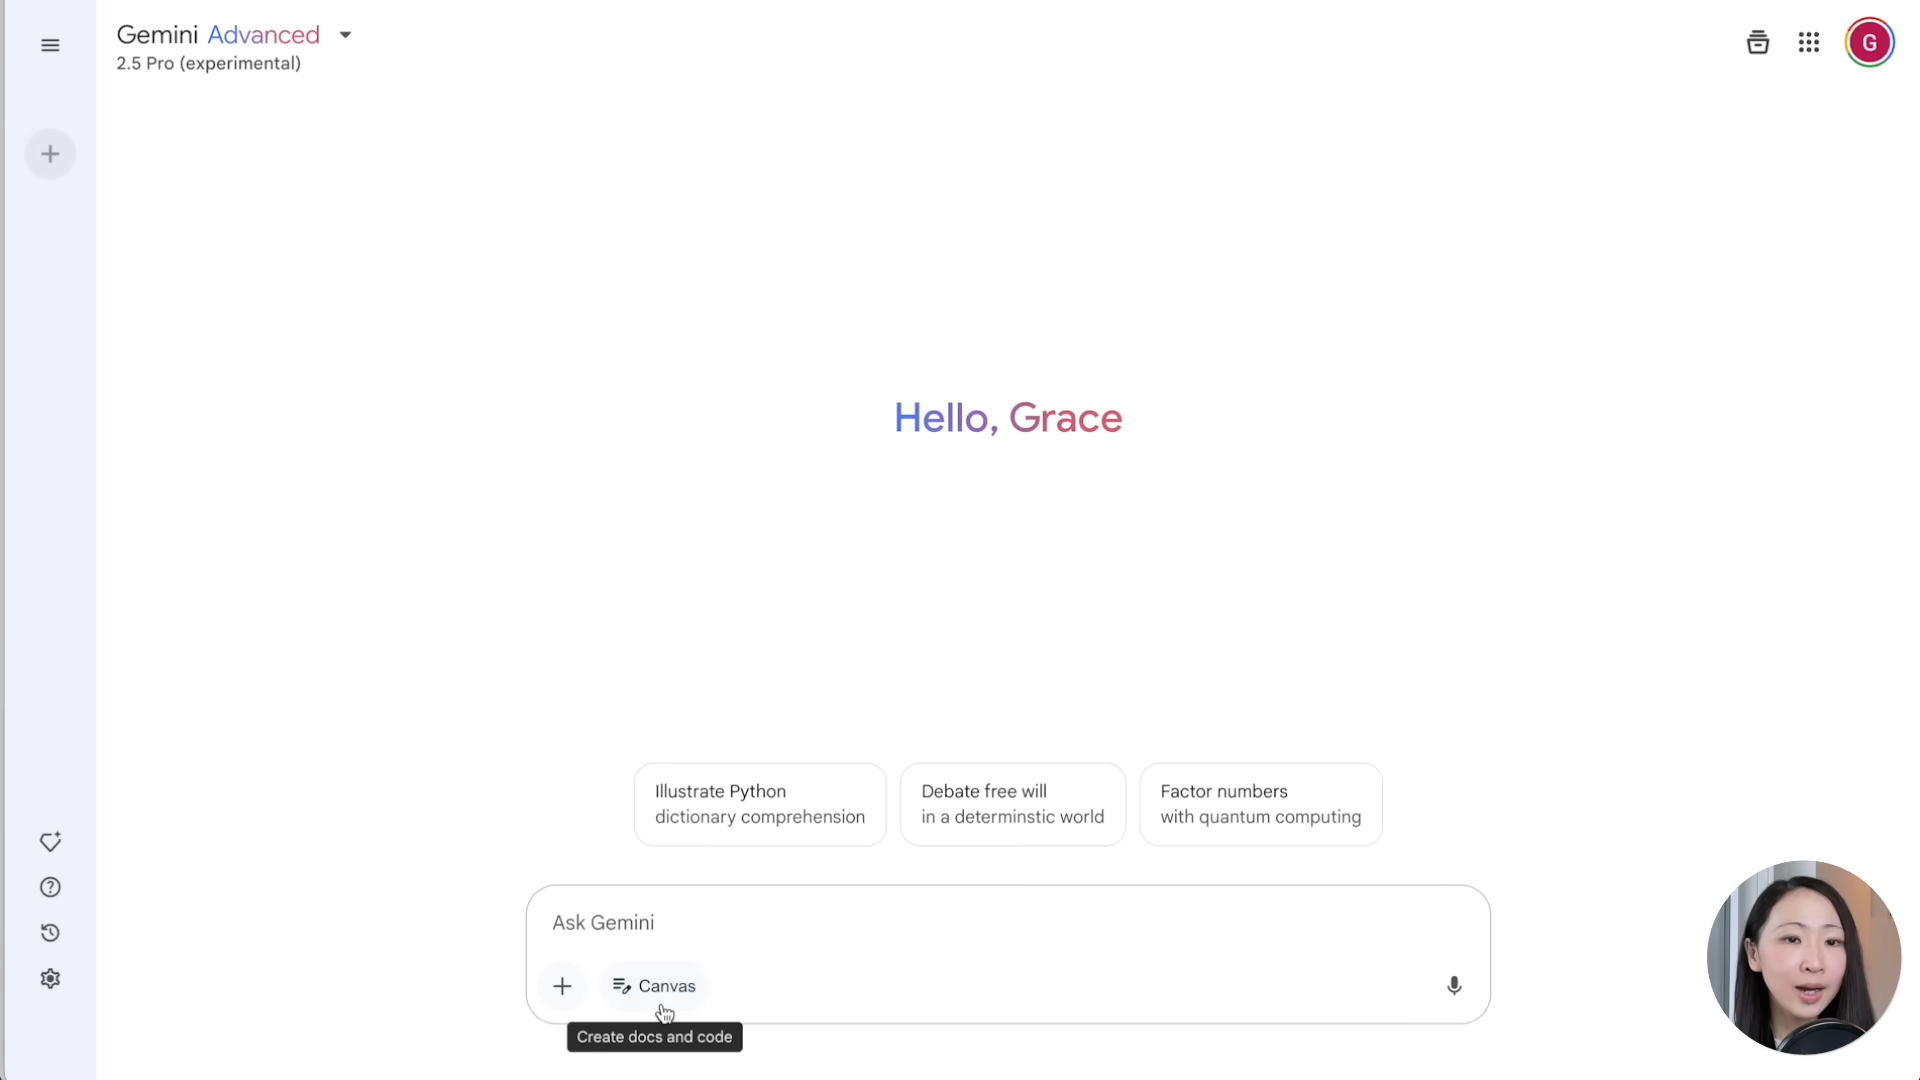 Gemini Advanced
2.5 Pro (experimental)
G
Hello, Grace
Illustrate Python
dictionary comprehension
Debate free will
in a determinstic world
Factor numbers
with quantum computing
Ask Gemini
Canvas
Create docs and code